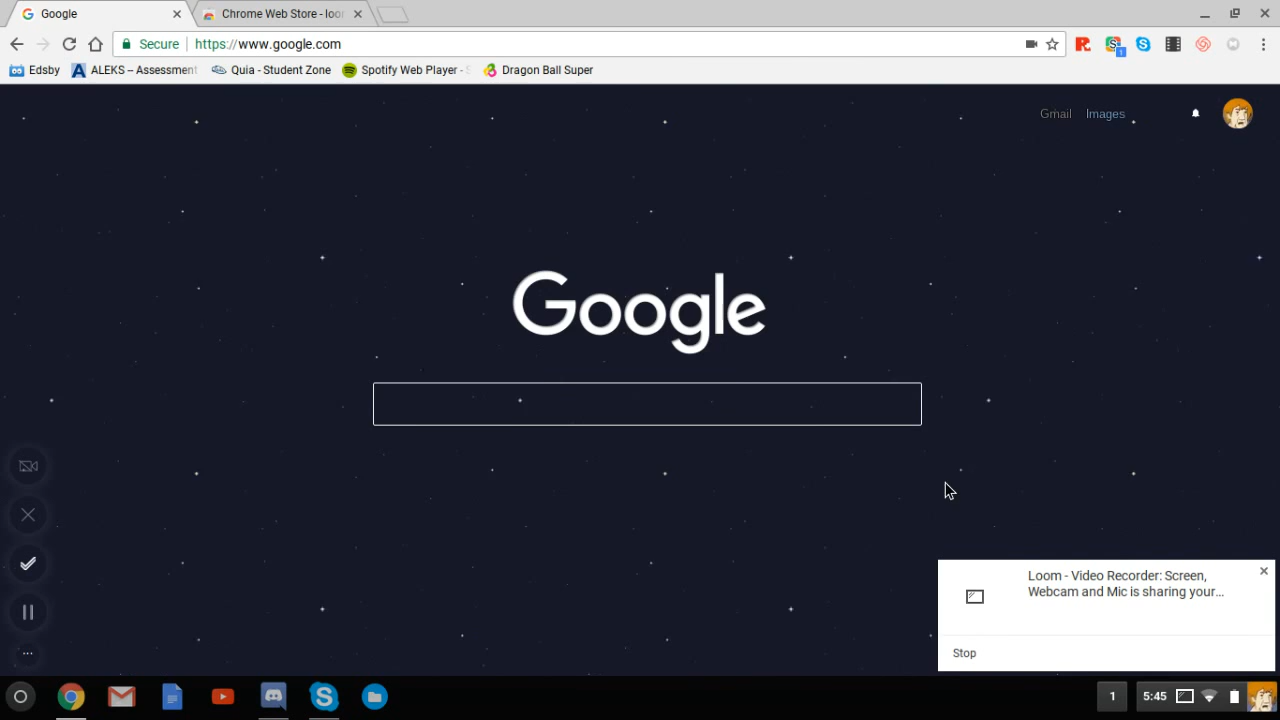 Google
Chrome Web Store - loo
Secure
https://www.google.com
1
Edsby
ALEKS – Assessment
Quia - Student Zone
Spotify Web Player - S
Dragon Ball Super
Gmail
Images
Google
Loom - Video Recorder: Screen,
Webcam and Mic is sharing your...
Stop
1
5:45